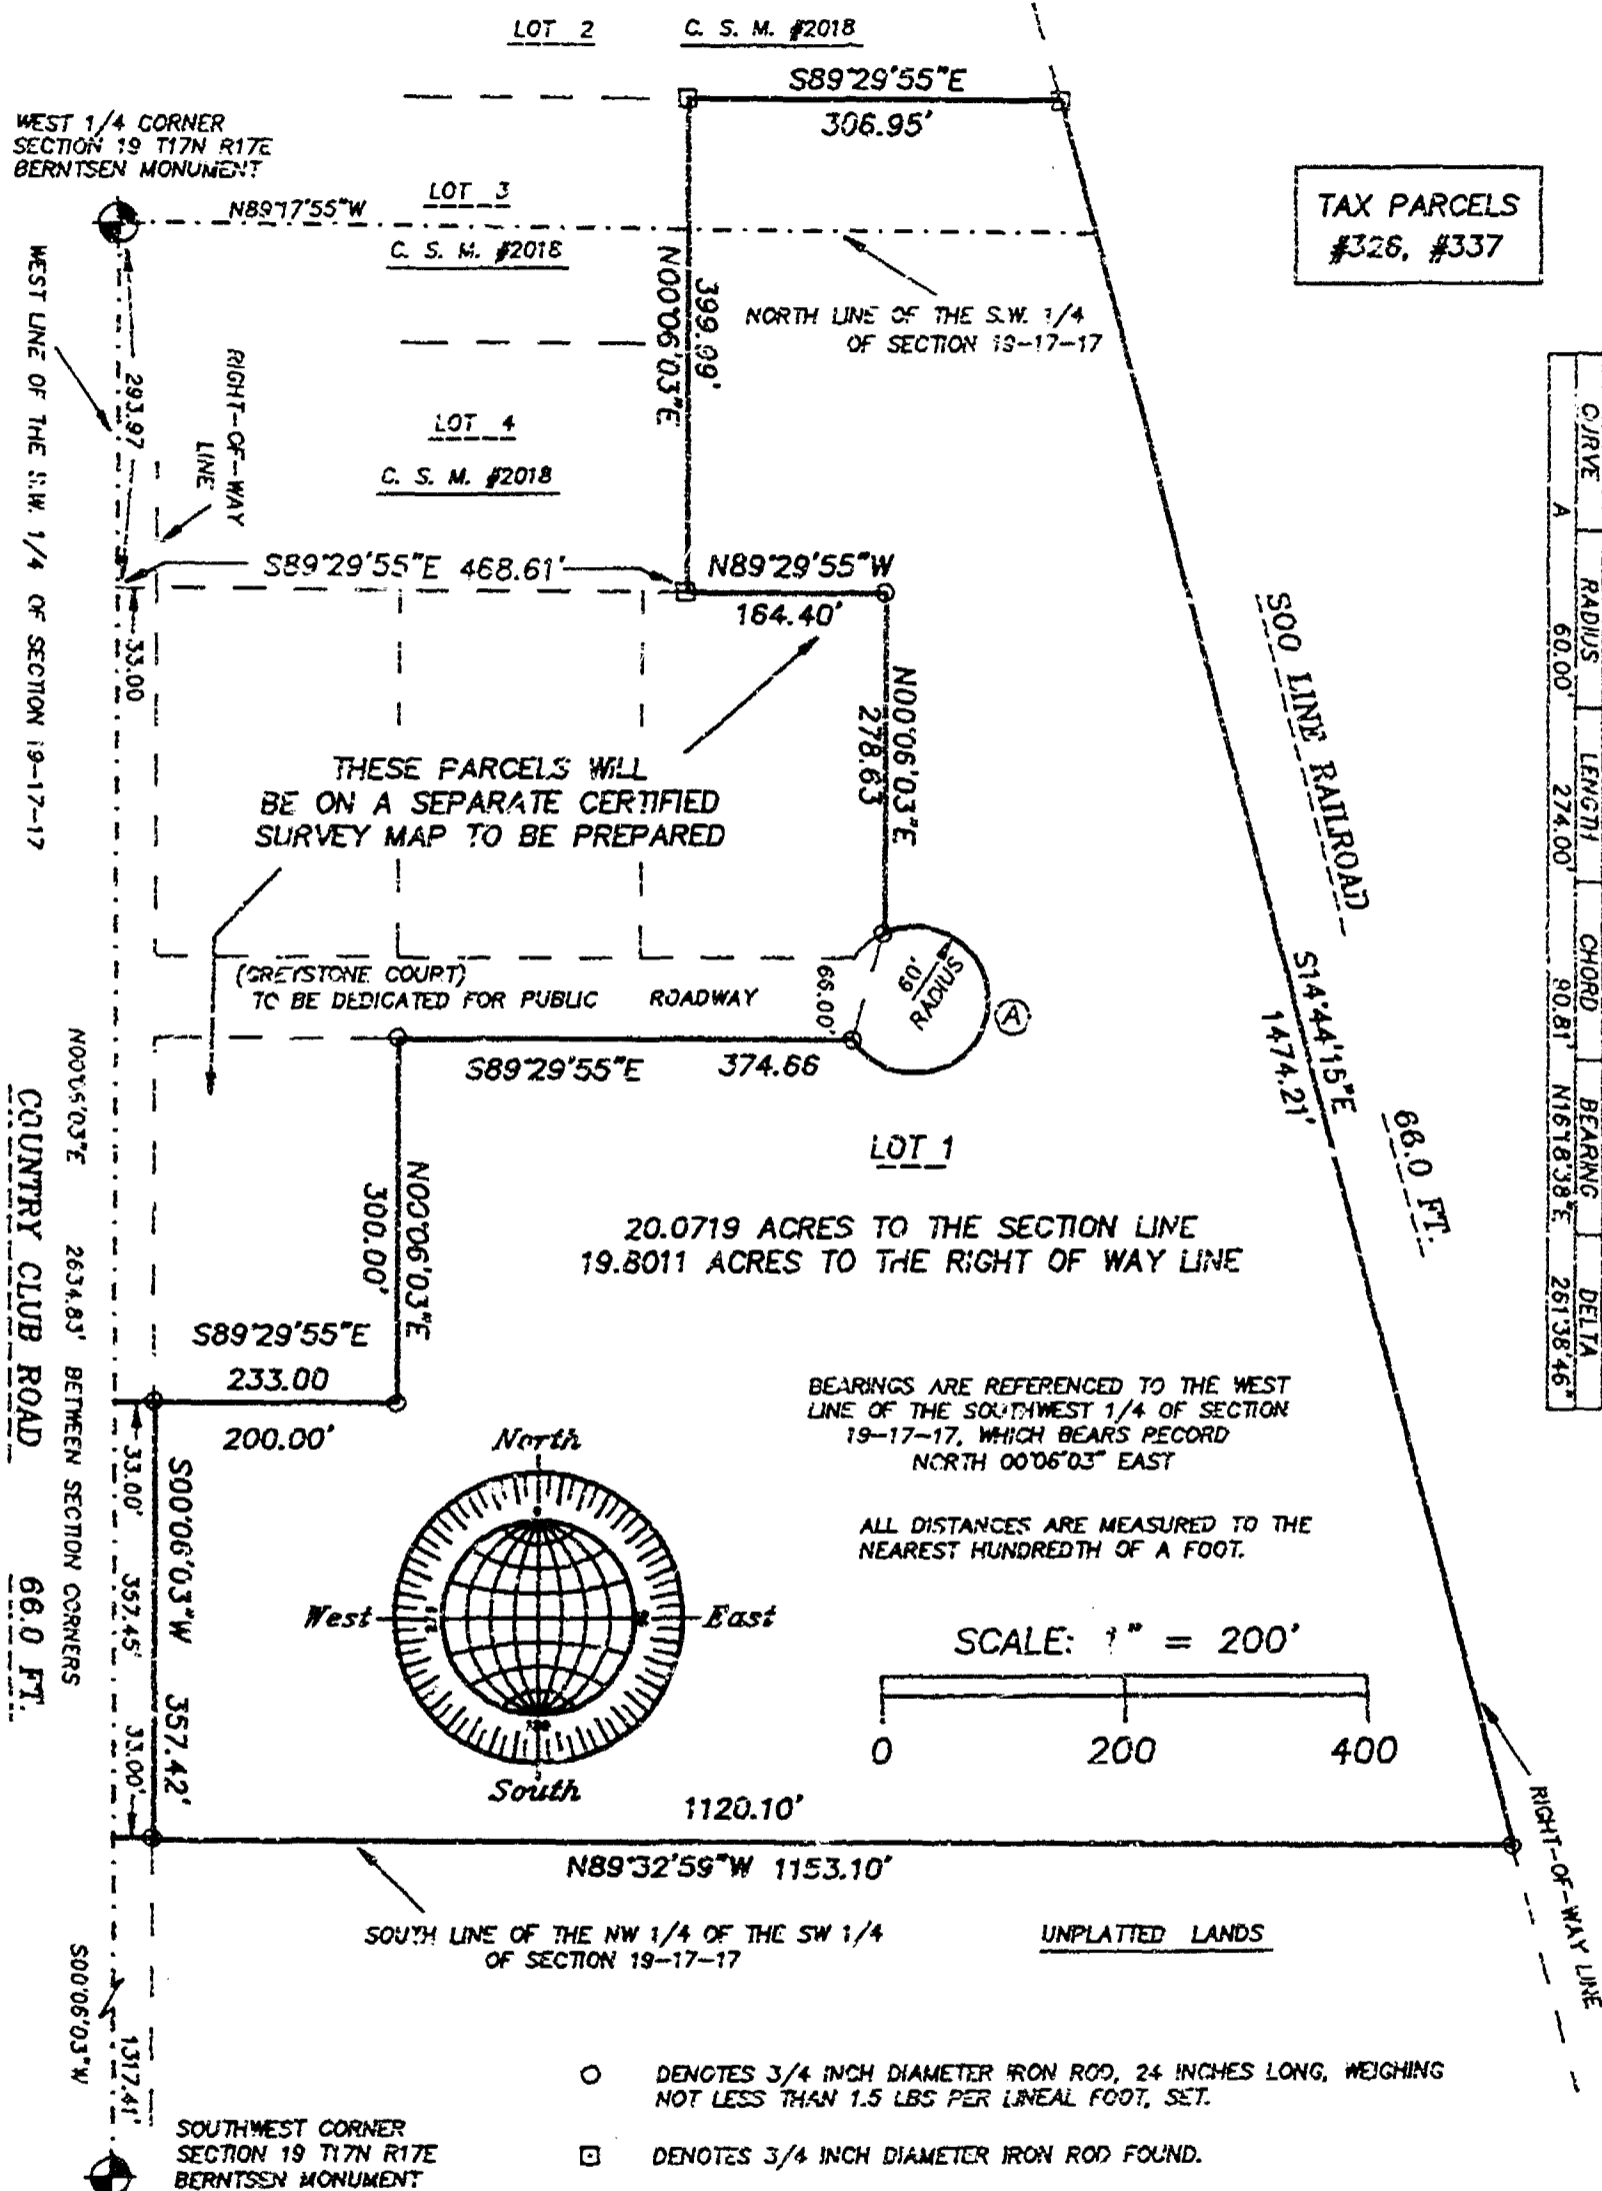 LOT 2
C. S. M. #2018
S89°29'55"E
306.95'
WEST 1/4 CORNER
SECTION 19 T17N R17E
BERNTSEN MONUMENT
N89°17'55"W
LOT 3
C. S. M. #2018
TAX PARCELS
#326, #337
NORTH LINE OF THE S.W. 1/4
OF SECTION 19-17-17
399.99'
N00°06'03"E
WEST LINE OF THE S.W. 1/4 OF SECTION 19-17-17
293.97
RIGHT-OF-WAY
LINE
LOT 4
C. S. M. #2018
S89°29'55"E 468.61'
N89°29'55"W
164.40'
33.00
N00°06'03"E
278.63
THESE PARCELS WILL
BE ON A SEPARATE CERTIFIED
SURVEY MAP TO BE PREPARED
CURVE RADIUS LENGTH CHORD BEARING DELTA
A 60.00' 274.00' 90.81' N16°18'38"E 261°38'46"
SOO LINE RAILROAD
66.0 FT.
S14°44'15"E
1474.21'
(GREYSTONE COURT)
TO BE DEDICATED FOR PUBLIC ROADWAY
66.00'
60'
RADIUS
A
S89°29'55"E 374.66
LOT 1
20.0719 ACRES TO THE SECTION LINE
19.8011 ACRES TO THE RIGHT OF WAY LINE
N00°06'03"E
300.00'
S89°29'55"E
233.00
200.00'
BEARINGS ARE REFERENCED TO THE WEST
LINE OF THE SOUTHWEST 1/4 OF SECTION
19-17-17, WHICH BEARS RECORD
NORTH 00°06'03" EAST
ALL DISTANCES ARE MEASURED TO THE
NEAREST HUNDREDTH OF A FOOT.
N00°06'03"E 2634.83' BETWEEN SECTION CORNERS
COUNTRY CLUB ROAD 66.0 FT.
33.00' 357.45' 33.00'
S00°06'03"W 357.42'
North
West
East
South
SCALE: 1" = 200'
0 200 400
1120.10'
N89°32'59"W 1153.10'
RIGHT-OF-WAY LINE
SOUTH LINE OF THE NW 1/4 OF THE SW 1/4
OF SECTION 19-17-17
UNPLATTED LANDS
S00°06'03"W
1317.41'
SOUTHWEST CORNER
SECTION 19 T17N R17E
BERNTSEN MONUMENT
DENOTES 3/4 INCH DIAMETER IRON ROD, 24 INCHES LONG, WEIGHING
NOT LESS THAN 1.5 LBS PER LINEAL FOOT, SET.
DENOTES 3/4 INCH DIAMETER IRON ROD FOUND.